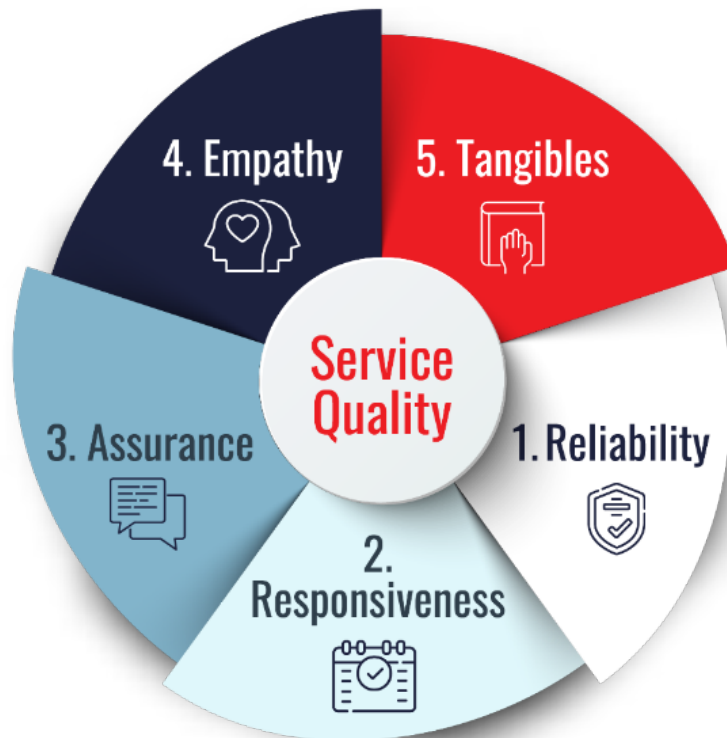 4. Empathy
5. Tangibles
Service
Quality
3. Assurance
1. Reliability
2.
Responsiveness